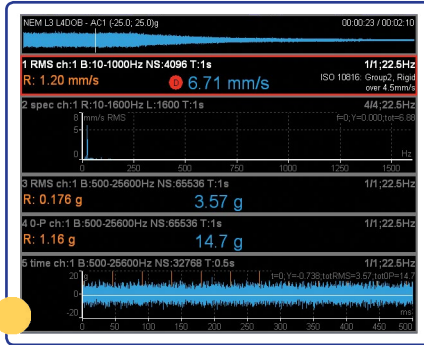 NEM L3 L4DOB - AC1 (-25.0; 25.0)g 00:00:23 / 00:02:10
1 RMS ch:1 B:10-1000Hz NS:4096 T:1s 1/1;22.5Hz
R: 1.20 mm/s D 6.71 mm/s ISO 10816: Group2, Rigid
over 4.5mm/s
2 spec ch:1 R:10-1600Hz L:1600 T:1s 4/4;22.5Hz
8 mm/s RMS f=0;Y=0.000;tot=6.88
5
0 Hz
0 250 500 750 1000 1250 1500
3 RMS ch:1 B:500-25600Hz NS:65536 T:1s 1/1;22.5Hz
R: 0.176 g 3.57 g
4 0-P ch:1 B:500-25600Hz NS:65536 T:1s 1/1;22.5Hz
R: 1.16 g 14.7 g
5 time ch:1 B:500-25600Hz NS:32768 T:0.5s 1/1;22.5Hz
20 g t=0;Y=-0.738;totRMS=3.57;tot0P=14.7
0
-20 ms
0 50 100 150 200 250 300 350 400 450 500